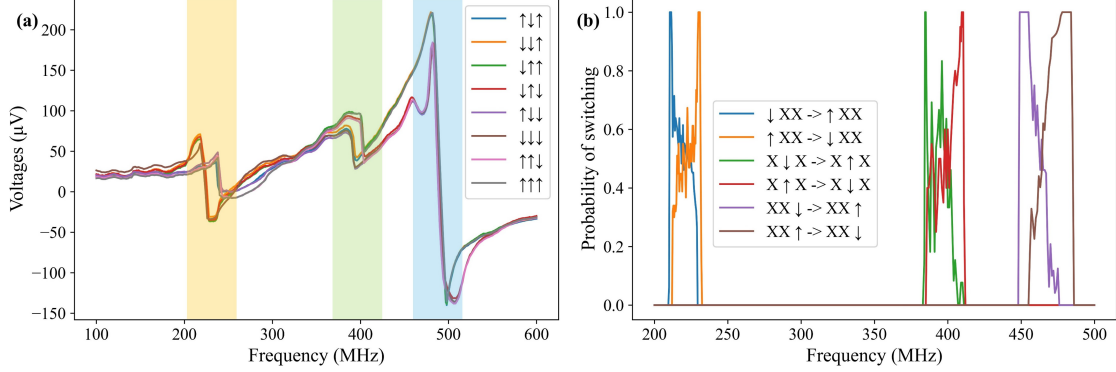 (a)
Voltages (μV)
200
150
100
50
0
−50
−100
−150
100
200
300
400
500
600
Frequency (MHz)
↑↓↑
↓↓↑
↓↑↑
↓↑↓
↑↓↓
↓↓↓
↑↑↓
↑↑↑
(b)
Probability of switching
1.0
0.8
0.6
0.4
0.2
0.0
200
250
300
350
400
450
500
Frequency (MHz)
↓ XX -> ↑ XX
↑ XX -> ↓ XX
X ↓ X -> X ↑ X
X ↑ X -> X ↓ X
XX ↓ -> XX ↑
XX ↑ -> XX ↓